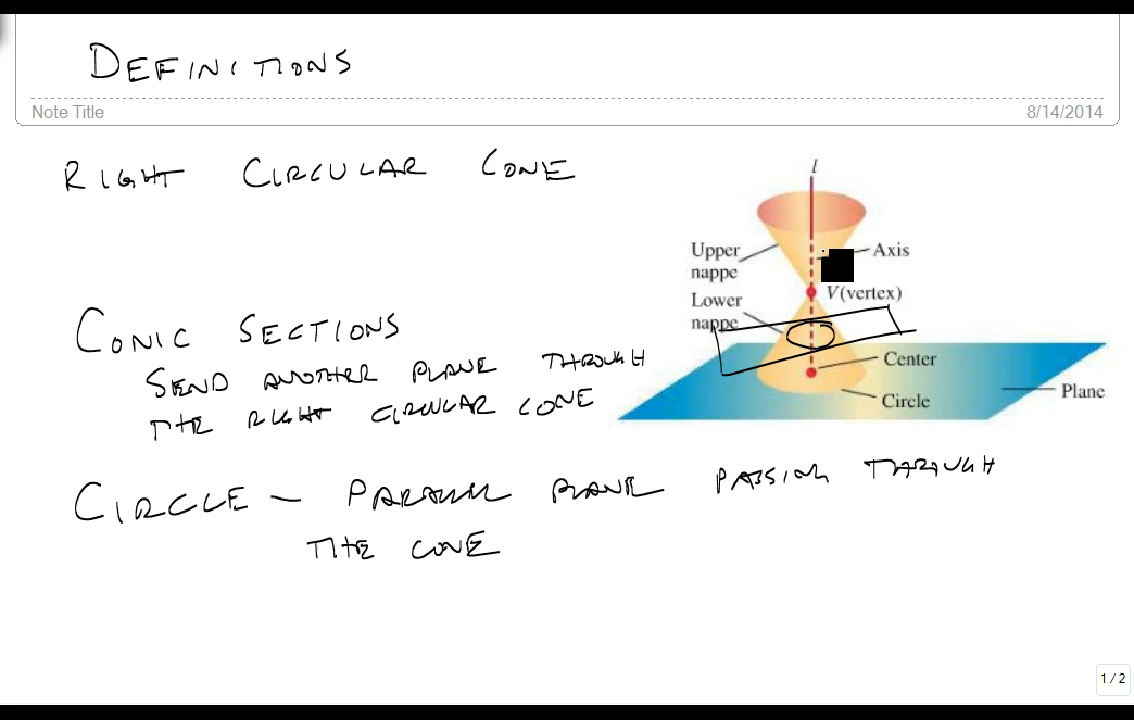 DEFINITIONS
Note Title
8/14/2014
RIGHT CIRCULAR CONE
l
Upper
nappe
Axis
V(vertex)
Lower
nappe
Center
Circle
Plane
CONIC SECTIONS
SEND ANOTHER PLANE THROUGH
THE RIGHT CIRCULAR CONE
CIRCLE - PARALLEL PLANE PASSING THROUGH
THE CONE
1 / 2